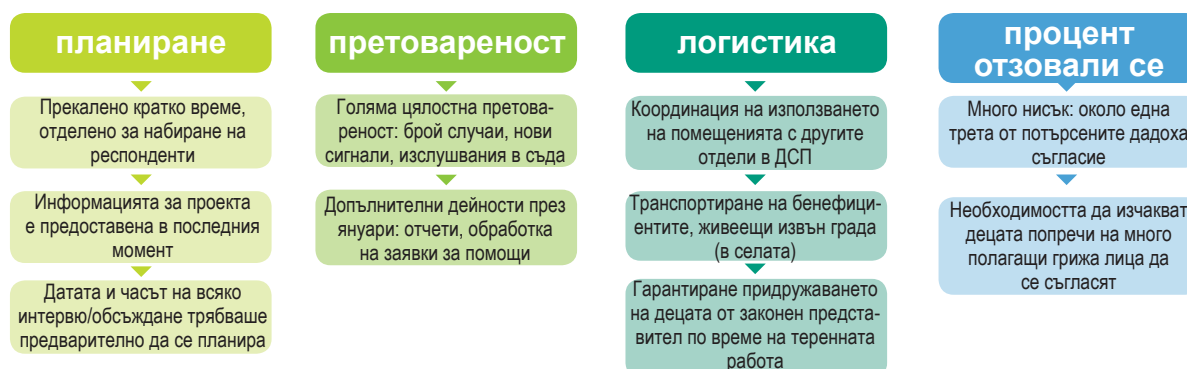 планиране
Прекалено кратко време,
отделено за набиране на
респонденти
Информацията за проекта
е предоставена в последния
момент
Датата и часът на всяко
интервю/обсъждане трябваше
предварително да се планира
претовареност
Голяма цялостна претова-
реност: брой случаи, нови
сигнали, изслушвания в съда
Допълнителни дейности през
януари: отчети, обработка
на заявки за помощи
логистика
Координация на използването
на помещенията с другите
отдели в ДСП
Транспортиране на бенефици-
ентите, живеещи извън града
(в селата)
Гарантиране придружаването
на децата от законен предста-
вител по време на теренната
работа
процент
отзовали се
Много нисък: около една
трета от потърсените дадоха
съгласие
Необходимостта да изчакват
децата попречи на много
полагащи грижа лица да
се съгласят